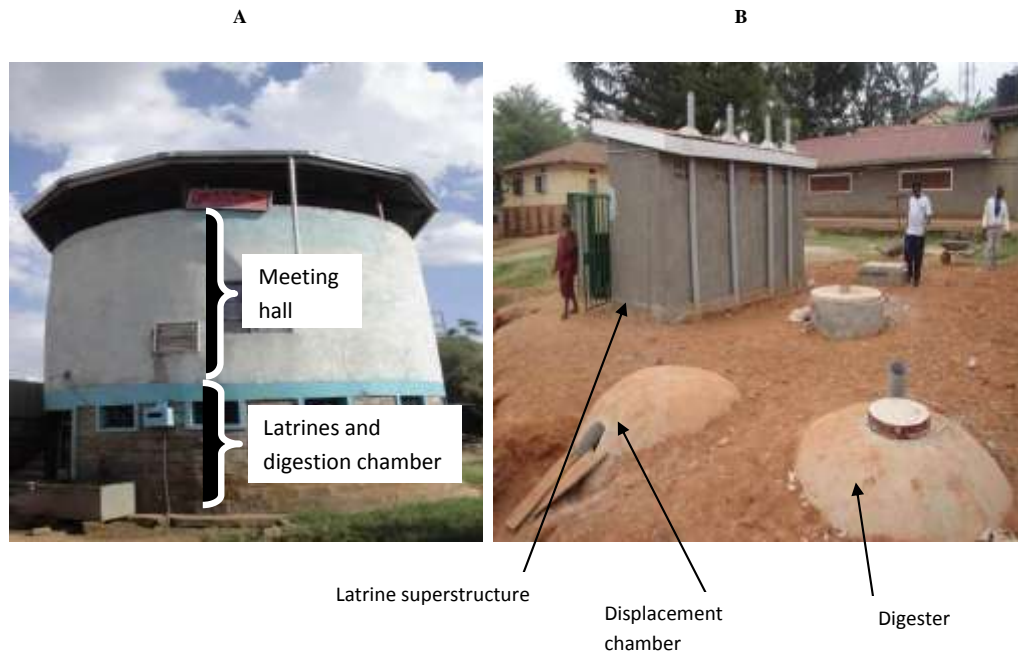 A
B
Meeting
hall
Latrines and
digestion chamber
Latrine superstructure
Displacement
chamber
Digester